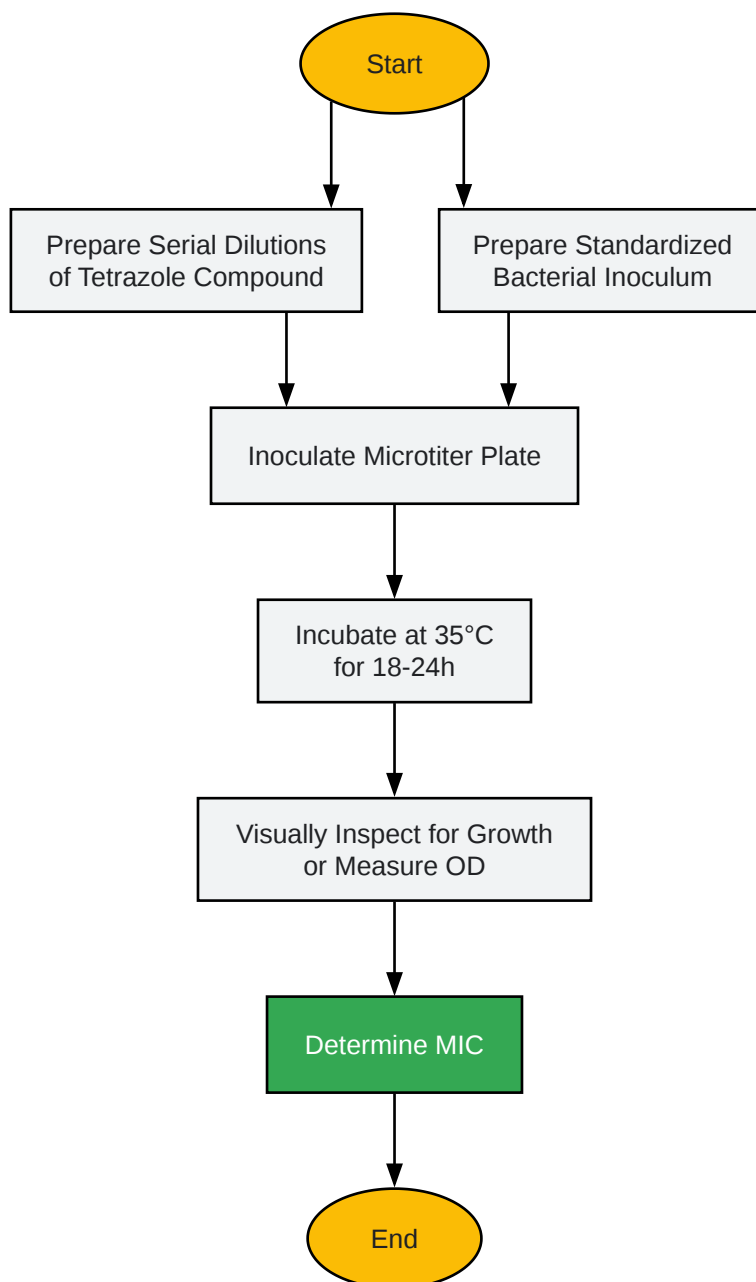 Start
Prepare Serial Dilutions
of Tetrazole Compound
Prepare Standardized
Bacterial Inoculum
Inoculate Microtiter Plate
Incubate at 35°C
for 18-24h
Visually Inspect for Growth
or Measure OD
Determine MIC
End